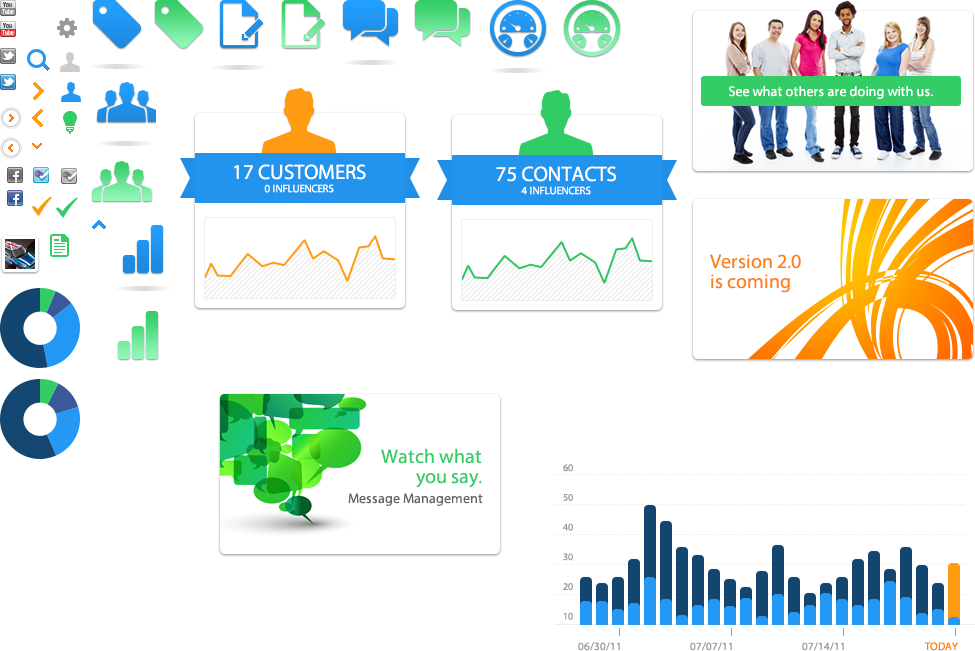 You
Tube
You
Tube
17 CUSTOMERS
0 INFLUENCERS
75 CONTACTS
4 INFLUENCERS
See what others are doing with us.
Version 2.0
is coming
Watch what
you say.
Message Management
60
50
40
30
20
10
06/30/11
07/07/11
07/14/11
TODAY